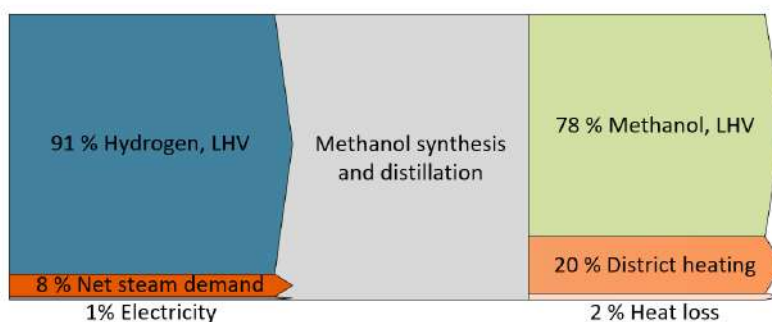 91 % Hydrogen, LHV
8 % Net steam demand
1% Electricity
Methanol synthesis
and distillation
78 % Methanol, LHV
20 % District heating
2 % Heat loss